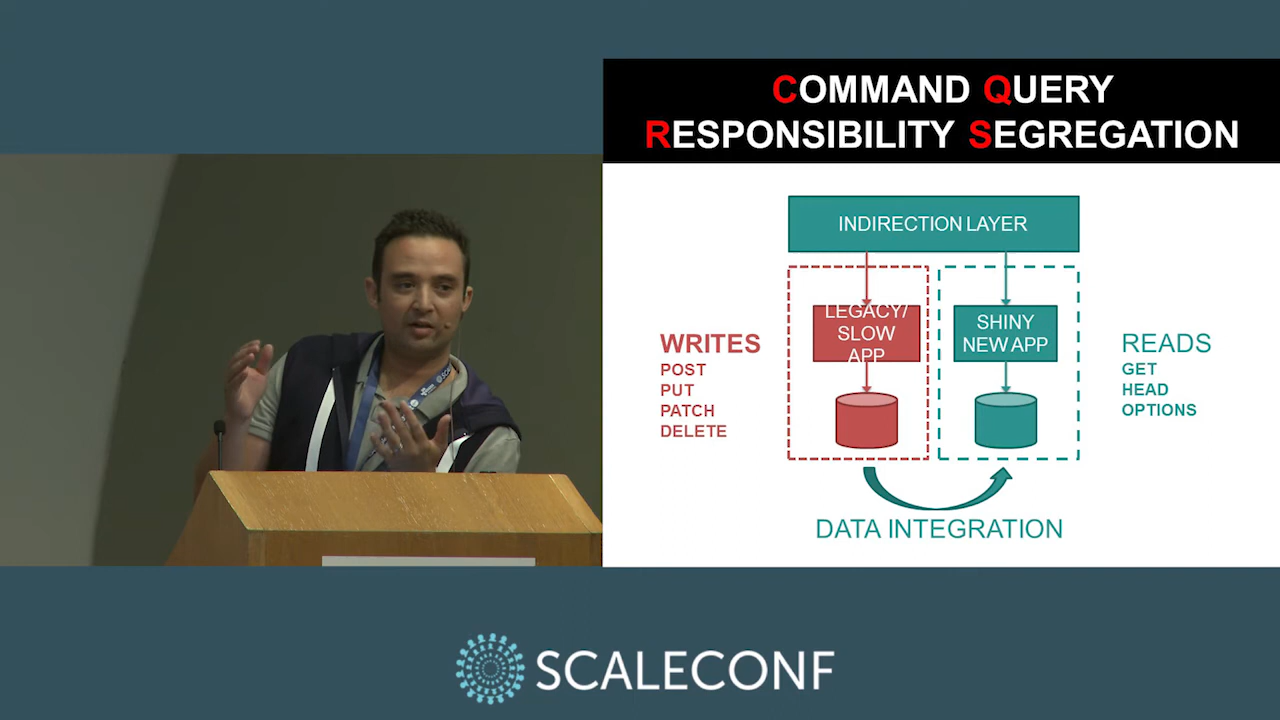 COMMAND QUERY
RESPONSIBILITY SEGREGATION
INDIRECTION LAYER
LEGACY/
SLOW
APP
SHINY
NEW APP
WRITES
POST
PUT
PATCH
DELETE
READS
GET
HEAD
OPTIONS
DATA INTEGRATION
SCALECONF